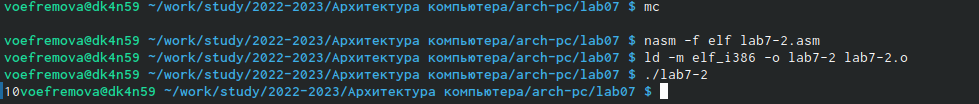 voefremova@dk4n59 ~/work/study/2022-2023/Архитектура компьютера/arch-pc/lab07 $ mc
voefremova@dk4n59 ~/work/study/2022-2023/Архитектура компьютера/arch-pc/lab07 $ nasm -f elf lab7-2.asm
voefremova@dk4n59 ~/work/study/2022-2023/Архитектура компьютера/arch-pc/lab07 $ ld -m elf_i386 -o lab7-2 lab7-2.o
voefremova@dk4n59 ~/work/study/2022-2023/Архитектура компьютера/arch-pc/lab07 $ ./lab7-2
10voefremova@dk4n59 ~/work/study/2022-2023/Архитектура компьютера/arch-pc/lab07 $